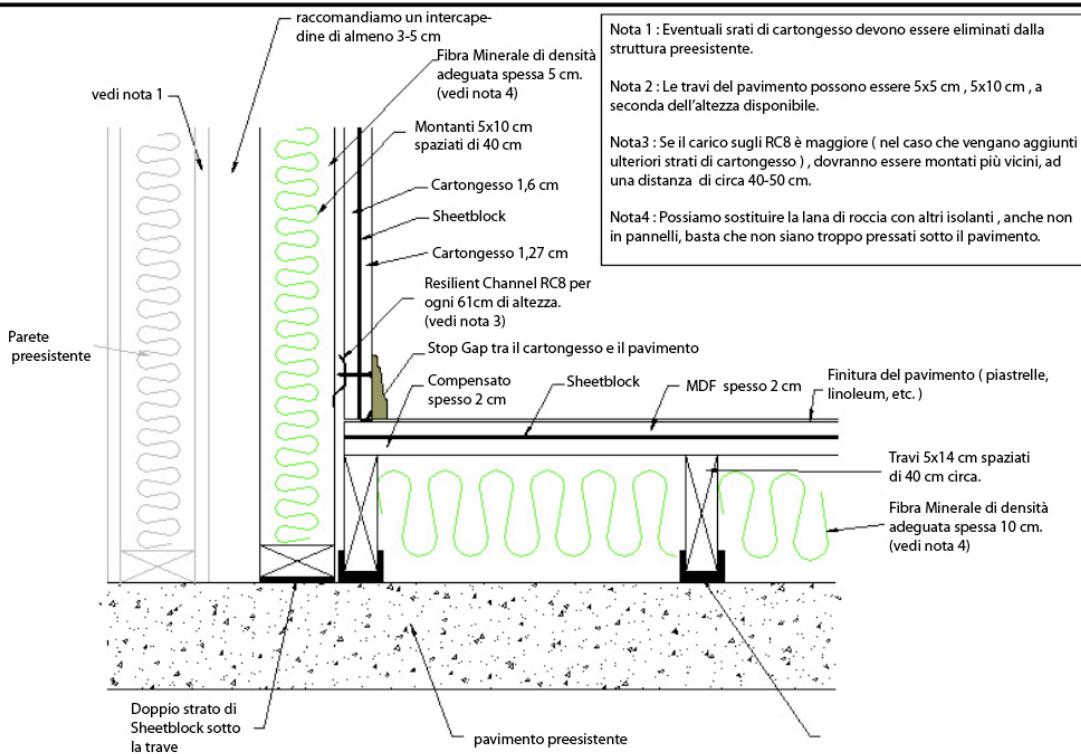 raccomandiamo un intercape-
dine di almeno 3-5 cm
Fibra Minerale di densità
adeguata spessa 5 cm.
(vedi nota 4)
vedi nota 1
Montanti 5x10 cm
spaziati di 40 cm
Cartongesso 1,6 cm
Sheetblock
Cartongesso 1,27 cm
Resilient Channel RC8 per
ogni 61cm di altezza.
(vedi nota 3)
Parete
preesistente
Stop Gap tra il cartongesso e il pavimento
Compensato
spesso 2 cm
Sheetblock
MDF spesso 2 cm
Finitura del pavimento ( piastrelle,
linoleum, etc. )
Travi 5x14 cm spaziati
di 40 cm circa.
Fibra Minerale di densità
adeguata spessa 10 cm.
(vedi nota 4)
Doppio strato di
Sheetblock sotto
la trave
pavimento preesistente
Nota 1 : Eventuali srati di cartongesso devono essere eliminati dalla
struttura preesistente.
Nota 2 : Le travi del pavimento possono essere 5x5 cm , 5x10 cm , a
seconda dell'altezza disponibile.
Nota3 : Se il carico sugli RC8 è maggiore ( nel caso che vengano aggiunti
ulteriori strati di cartongesso ) , dovranno essere montati più vicini, ad
una distanza di circa 40-50 cm.
Nota4 : Possiamo sostituire la lana di roccia con altri isolanti , anche non
in pannelli, basta che non siano troppo pressati sotto il pavimento.